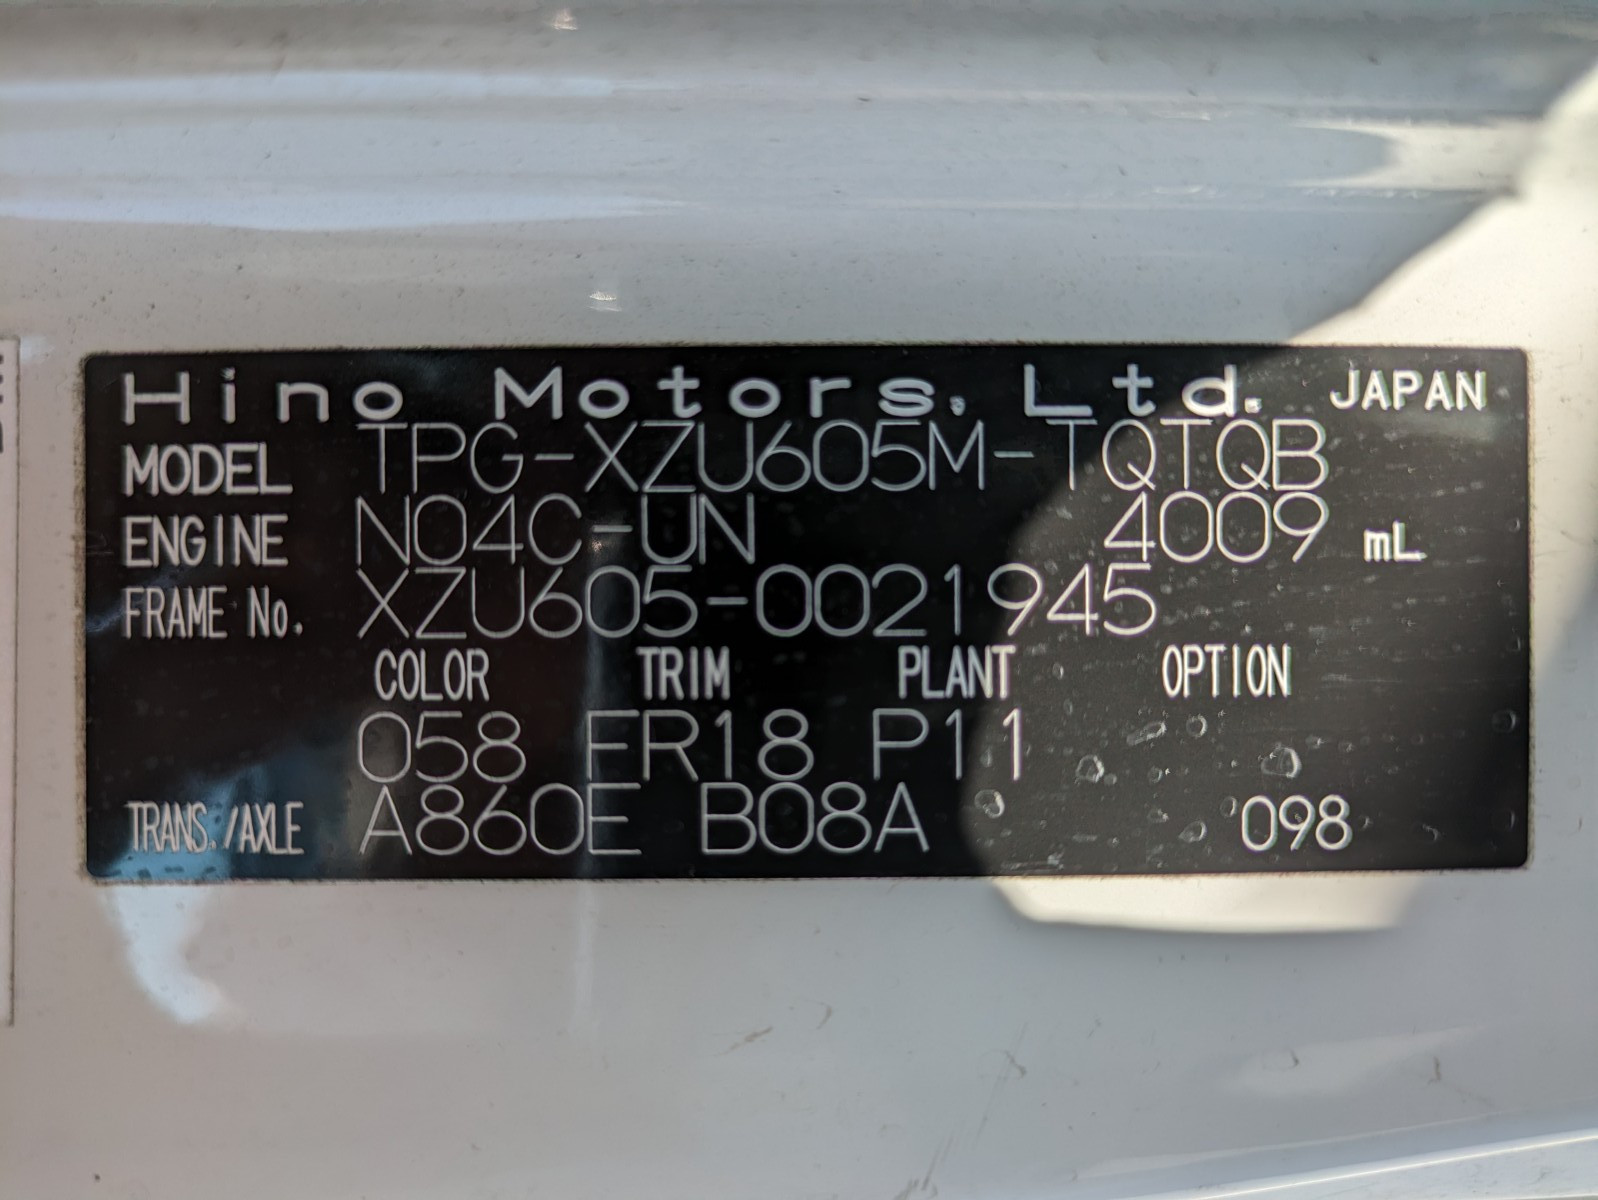 Hino Motors, Ltd. JAPAN
MODEL TPG-XZU605M-TQTQB
ENGINE N04C-UN 4009 mL
FRAME No. XZU605-0021945
COLOR TRIM PLANT OPTION
058 ER18 P11
TRANS./AXLE A860E B08A 098